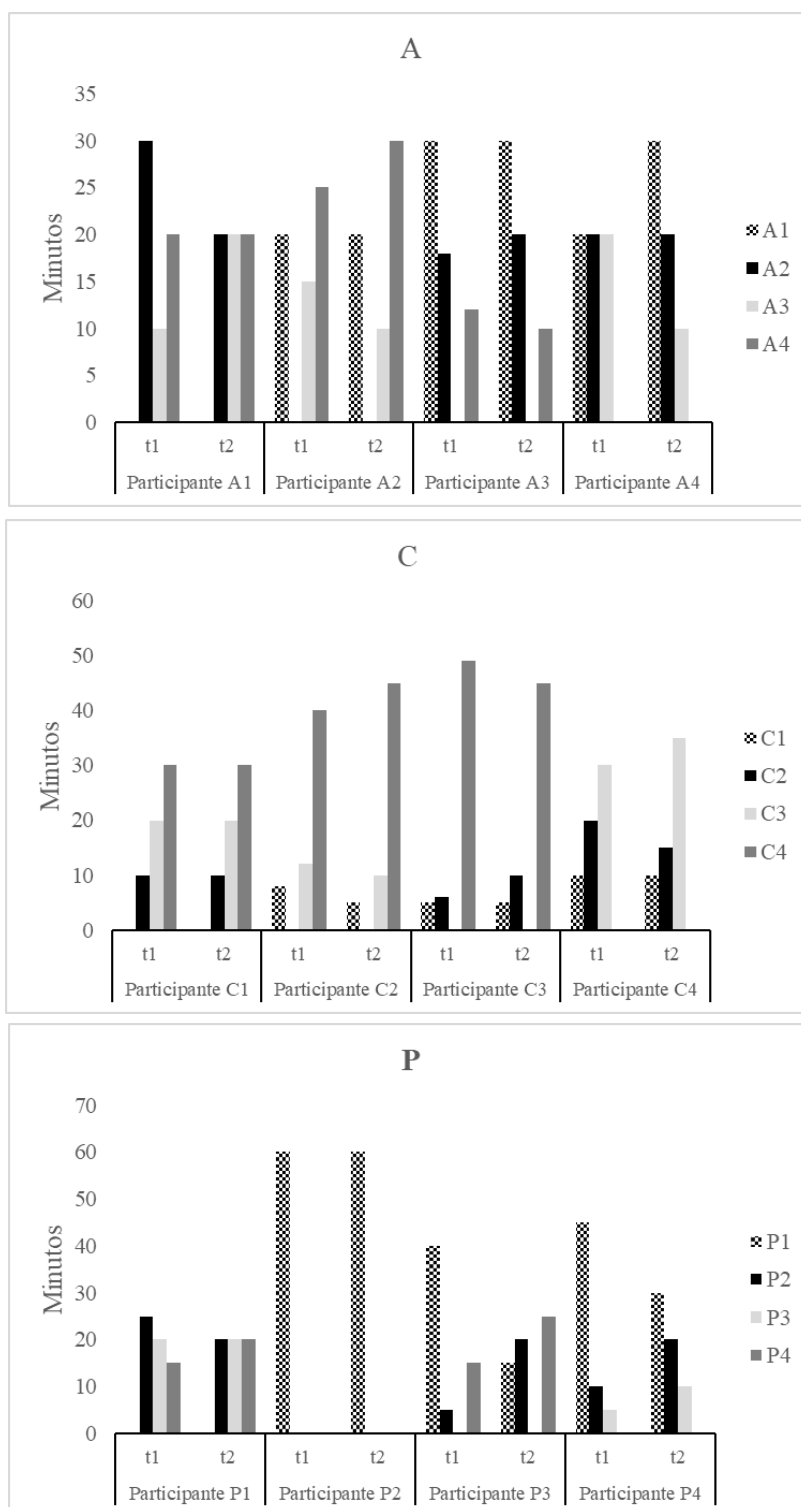 A
35
30
25
20
15
10
5
0
Minutos
t1 t2 t1 t2 t1 t2 t1 t2
Participante A1 Participante A2 Participante A3 Participante A4
A1
A2
A3
A4
C
60
50
40
30
20
10
0
Minutos
t1 t2 t1 t2 t1 t2 t1 t2
Participante C1 Participante C2 Participante C3 Participante C4
C1
C2
C3
C4
P
70
60
50
40
30
20
10
0
Minutos
t1 t2 t1 t2 t1 t2 t1 t2
Participante P1 Participante P2 Participante P3 Participante P4
P1
P2
P3
P4